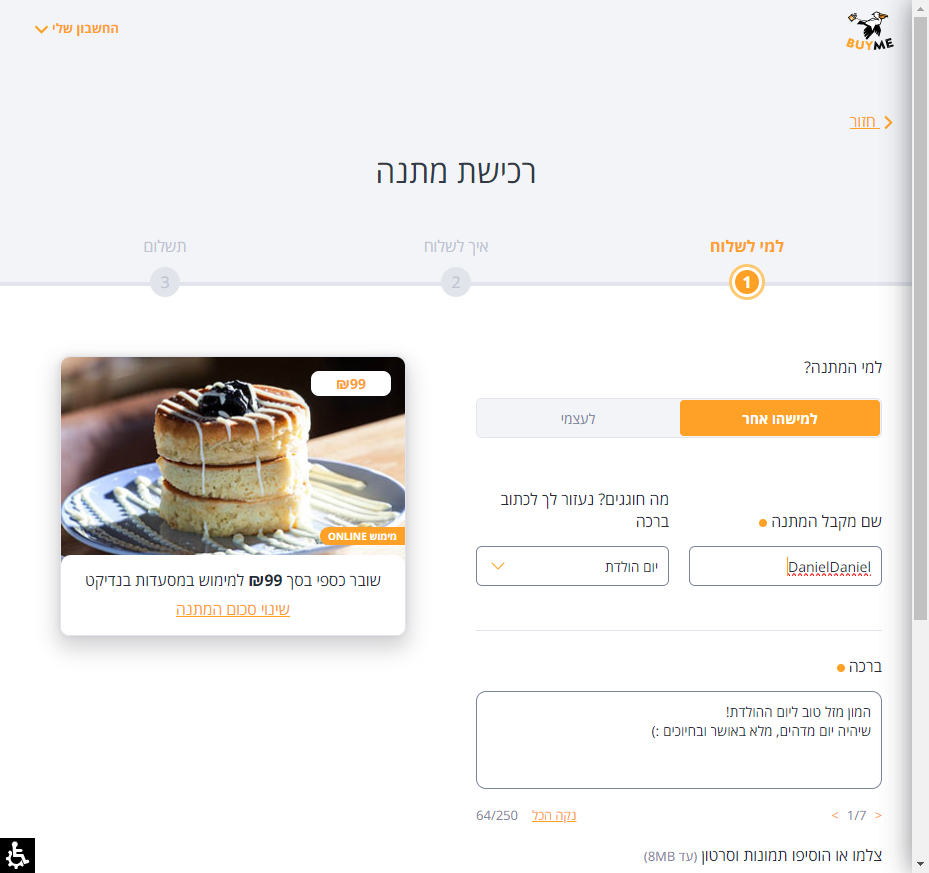 BUYME
החשבון שלי
חזור
רכישת מתנה
למי לשלוח
איך לשלוח
תשלום
1
2
3
למי המתנה?
למישהו אחר
לעצמי
שם מקבל המתנה
DanielDaniel
מה חוגגים? נעזור לך לכתוב
ברכה
יום הולדת
ברכה
המון מזל טוב ליום ההולדת!
שיהיה יום מדהים, מלא באושר ובחיוכים :)
< 1/7 >
נקה הכל
64/250
צלמו או הוסיפו תמונות וסרטון (עד 8MB)
₪99
מימוש ONLINE
שובר כספי בסך ₪99 למימוש במסעדות בנדיקט
שינוי סכום המתנה